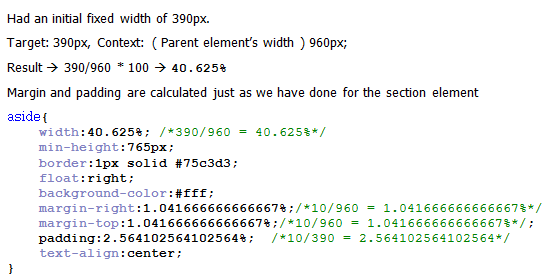 Had an initial fixed width of 390px.
Target: 390px, Context: ( Parent element's width ) 960px;
Result → 390/960 * 100 → 40.625%
Margin and padding are calculated just as we have done for the section element
aside{
width:40.625%; /*390/960 = 40.625%*/
min-height:765px;
border:1px solid #75c3d3;
float:right;
background-color:#fff;
margin-right:1.041666666666667%;/*10/960 = 1.041666666666667%*/
margin-top:1.041666666666667%;/*10/960 = 1.041666666666667%*/;
padding:2.564102564102564%; /*10/390 = 2.564102564102564*/
text-align:center;
}